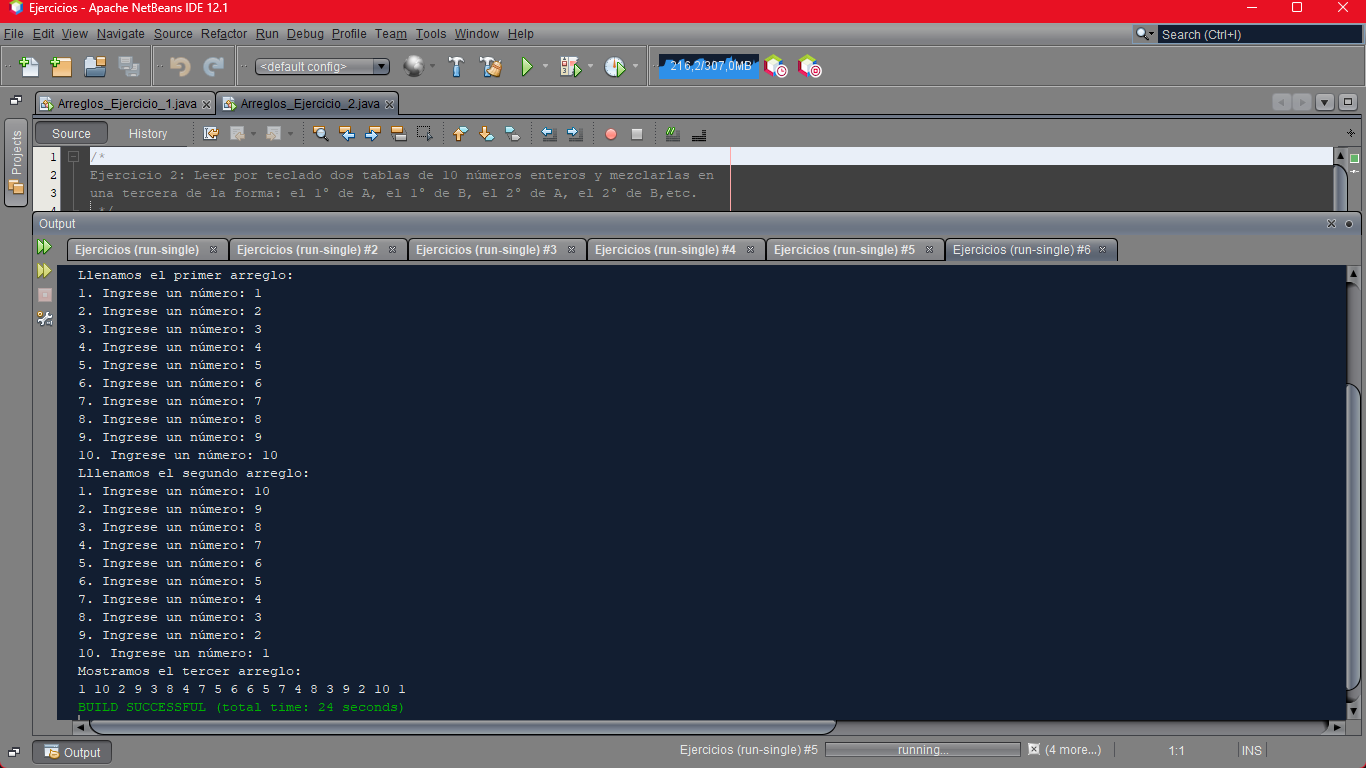 Ejercicios - Apache NetBeans IDE 12.1
File Edit View Navigate Source Refactor Run Debug Profile Team Tools Window Help
Search (Ctrl+I)
<default config>
216,2/307,0MB
Arreglos_Ejercicio_1.java
Arreglos_Ejercicio_2.java
Projects
Source History
1 /*
2 Ejercicio 2: Leer por teclado dos tablas de 10 números enteros y mezclarlas en
3 una tercera de la forma: el 1° de A, el 1° de B, el 2° de A, el 2° de B,etc.
4 */
Output
Ejercicios (run-single) Ejercicios (run-single) #2 Ejercicios (run-single) #3 Ejercicios (run-single) #4 Ejercicios (run-single) #5 Ejercicios (run-single) #6
Llenamos el primer arreglo:
1. Ingrese un número: 1
2. Ingrese un número: 2
3. Ingrese un número: 3
4. Ingrese un número: 4
5. Ingrese un número: 5
6. Ingrese un número: 6
7. Ingrese un número: 7
8. Ingrese un número: 8
9. Ingrese un número: 9
10. Ingrese un número: 10
Lllenamos el segundo arreglo:
1. Ingrese un número: 10
2. Ingrese un número: 9
3. Ingrese un número: 8
4. Ingrese un número: 7
5. Ingrese un número: 6
6. Ingrese un número: 5
7. Ingrese un número: 4
8. Ingrese un número: 3
9. Ingrese un número: 2
10. Ingrese un número: 1
Mostramos el tercer arreglo:
1 10 2 9 3 8 4 7 5 6 6 5 7 4 8 3 9 2 10 1
BUILD SUCCESSFUL (total time: 24 seconds)
Output
Ejercicios (run-single) #5 running... (4 more...) 1:1 INS